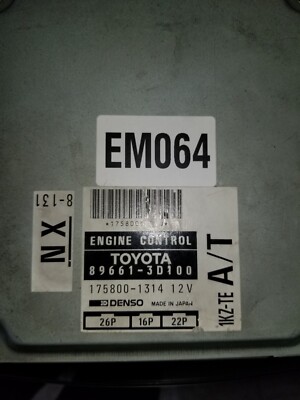 EM064
ENGINE CONTROL
TOYOTA
89661-3D100
175800-1314 12V
DENSO MADE IN JAPAN
26P 16P 22P
1KZ-TE A/T
8-131
NX